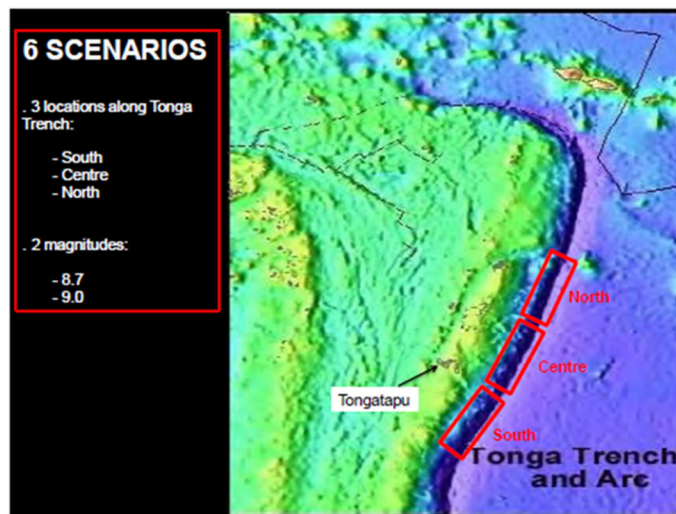 6 SCENARIOS
. 3 locations along Tonga
Trench:
- South
- Centre
- North
. 2 magnitudes:
- 8.7
- 9.0
North
Centre
Tongatapu
South
Tonga Trench
and Arc